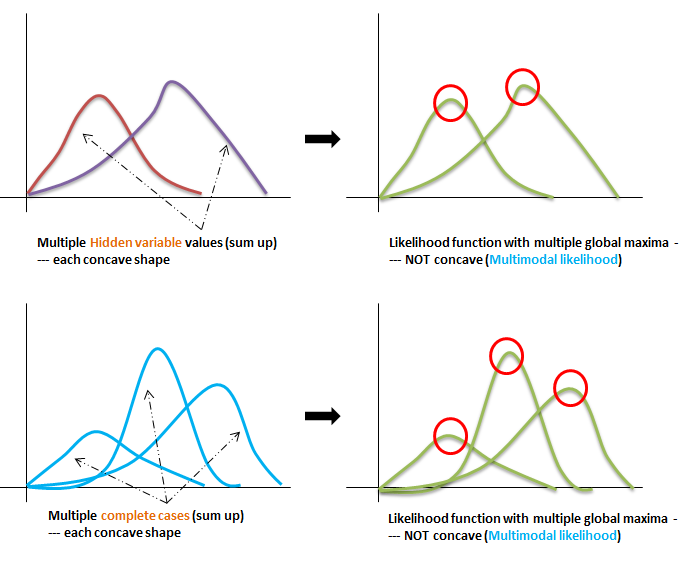 Multiple Hidden variable values (sum up)
--- each concave shape
Likelihood function with multiple global maxima -
-- NOT concave (Multimodal likelihood)
Multiple complete cases (sum up)
--- each concave shape
Likelihood function with multiple global maxima -
-- NOT concave (Multimodal likelihood)